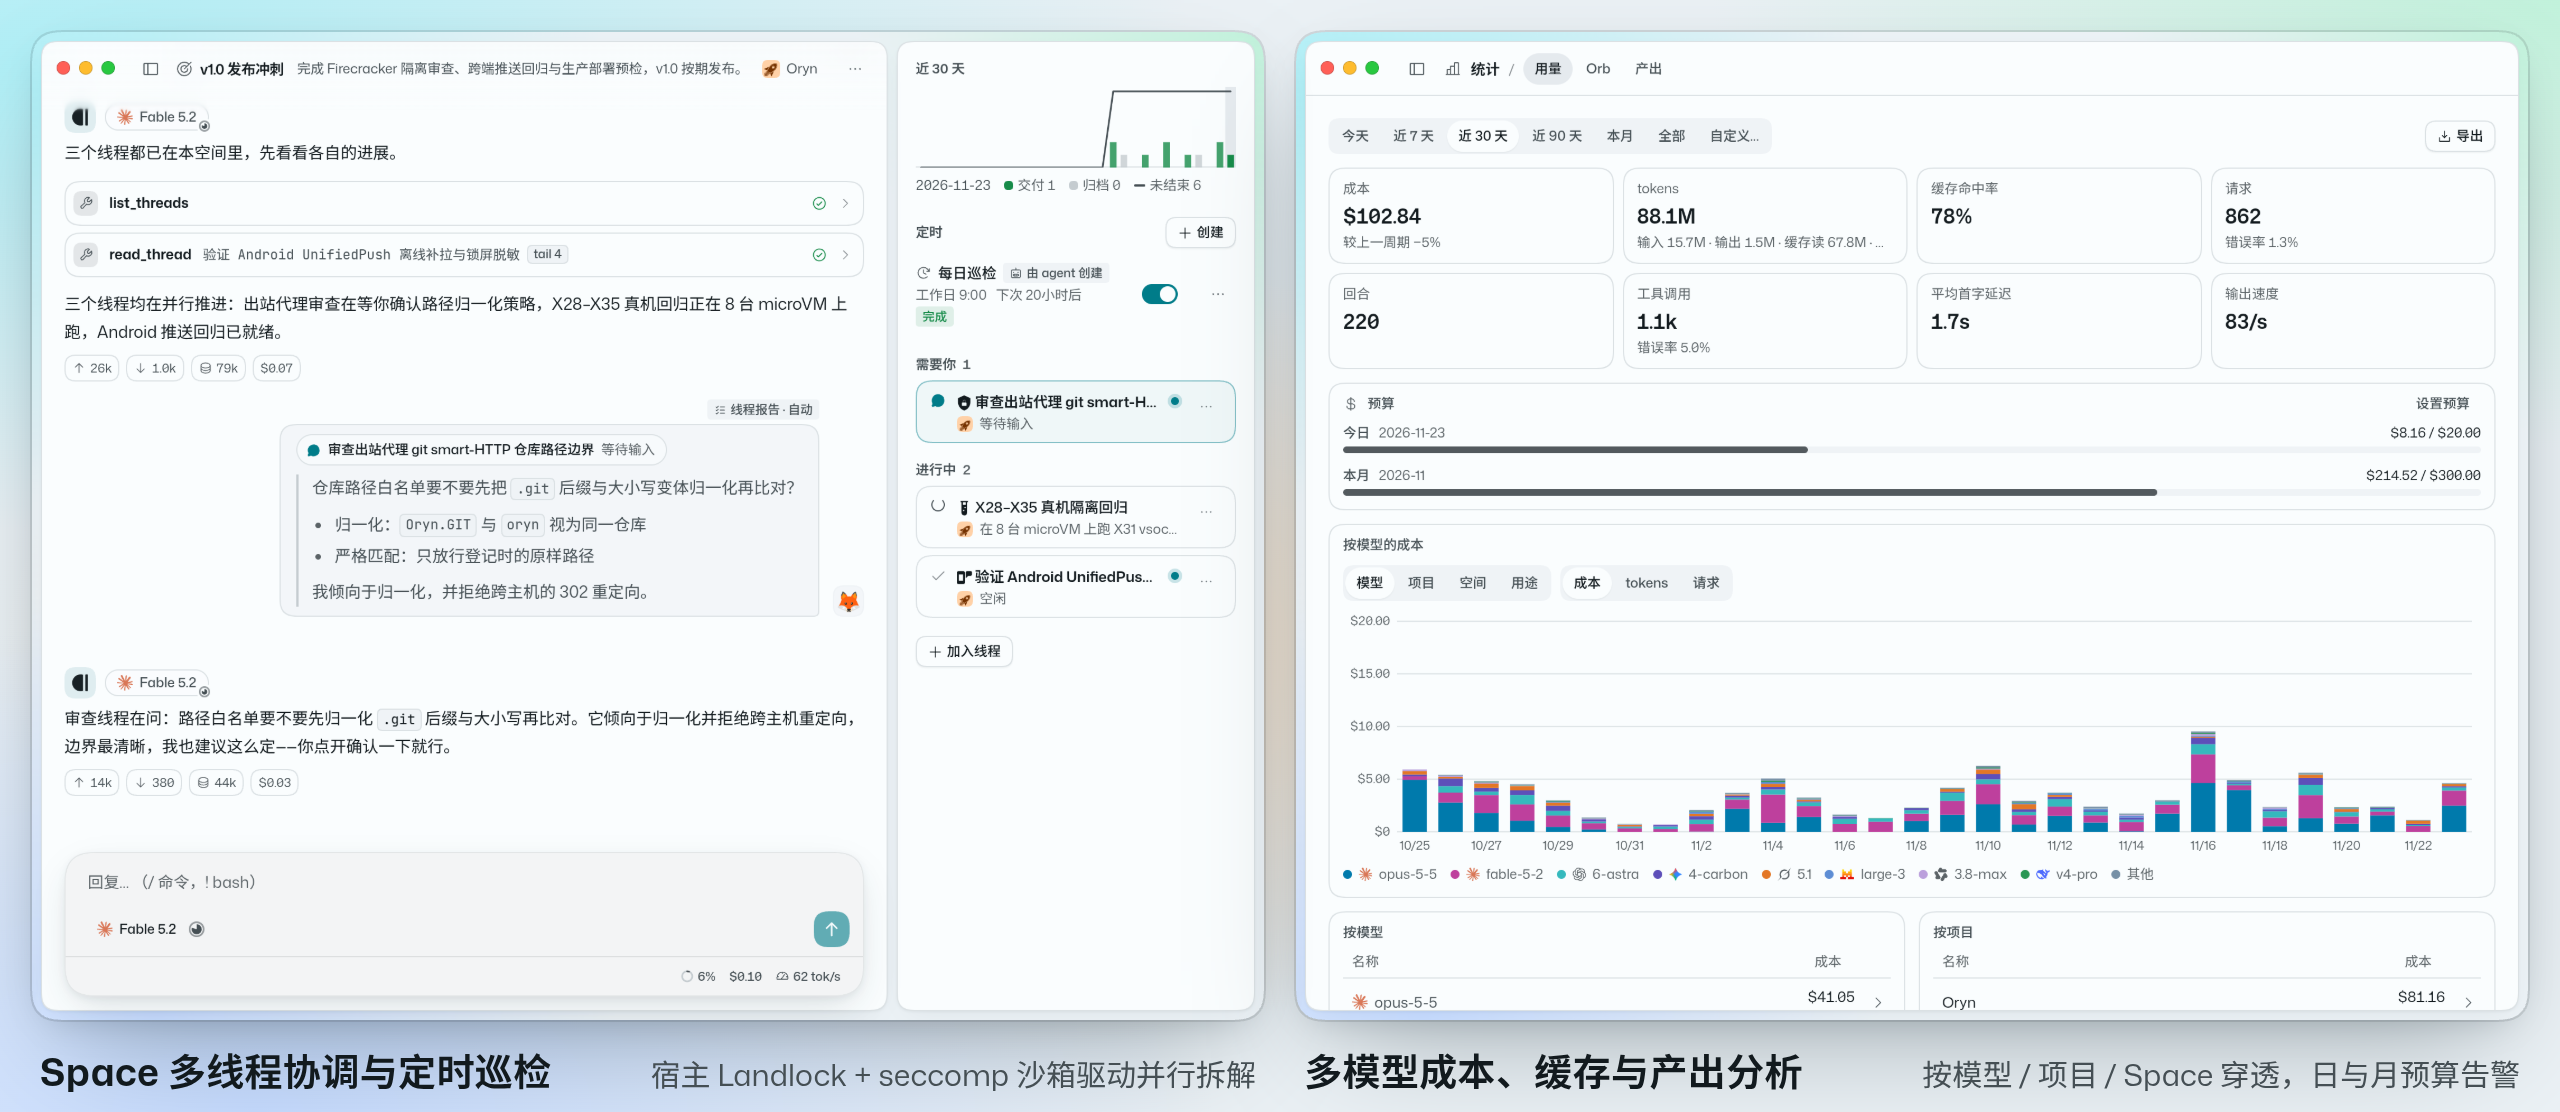 v1.0 发布冲刺 完成 Firecracker 隔离审查、跨端推送回归与生产部署预检，v1.0 按期发布。 Oryn ...
Fable 5.2
三个线程都已在本空间里，先看看各自的进展。
list_threads
read_thread 验证 Android UnifiedPush 离线补拉与锁屏脱敏 tail 4
三个线程均在并行推进：出站代理审查在等你确认路径归一化策略，X28–X35 真机回归正在 8 台 microVM 上
跑，Android 推送回归已就绪。
↑ 26k ↓ 1.0k 79k $0.07
线程报告 · 自动
审查出站代理 git smart-HTTP 仓库路径边界 等待输入
仓库路径白名单要不要先把 .git 后缀与大小写变体归一化再比对？
• 归一化：Oryn.GIT 与 oryn 视为同一仓库
• 严格匹配：只放行登记时的原样路径
我倾向于归一化，并拒绝跨主机的 302 重定向。
Fable 5.2
审查线程在问：路径白名单要不要先归一化 .git 后缀与大小写再比对。它倾向于归一化并拒绝跨主机重定向，
边界最清晰，我也建议这么定——你点开确认一下就行。
↑ 14k ↓ 380 44k $0.03
回复... （/ 命令，! bash）
Fable 5.2
6% $0.10 62 tok/s
近 30 天
2026-11-23 交付 1 归档 0 未结束 6
定时 + 创建
每日巡检 由 agent 创建
工作日 9:00 下次 20小时后 ...
完成
需要你 1
审查出站代理 git smart-H... ...
等待输入
进行中 2
X28–X35 真机隔离回归 ...
在 8 台 microVM 上跑 X31 vsoc...
验证 Android UnifiedPus... ...
空闲
+ 加入线程
Space 多线程协调与定时巡检 宿主 Landlock + seccomp 沙箱驱动并行拆解
统计 / 用量 Orb 产出
今天 近 7 天 近 30 天 近 90 天 本月 全部 自定义... 导出
成本 tokens 缓存命中率 请求
$102.84 88.1M 78% 862
较上一周期 −5% 输入 15.7M · 输出 1.5M · 缓存读 67.8M · ... 错误率 1.3%
回合 工具调用 平均首字延迟 输出速度
220 1.1k 1.7s 83/s
错误率 5.0%
$ 预算 设置预算
今日 2026-11-23 $8.16 / $20.00
本月 2026-11 $214.52 / $300.00
按模型的成本
模型 项目 空间 用途 成本 tokens 请求
$20.00
$15.00
$10.00
$5.00
$0
10/25 10/27 10/29 10/31 11/2 11/4 11/6 11/8 11/10 11/12 11/14 11/16 11/18 11/20 11/22
opus-5-5 fable-5-2 6-astra 4-carbon 5.1 large-3 3.8-max v4-pro 其他
按模型 按项目
名称 成本 名称 成本
opus-5-5 $41.05 Oryn $81.16
多模型成本、缓存与产出分析 按模型 / 项目 / Space 穿透，日与月预算告警